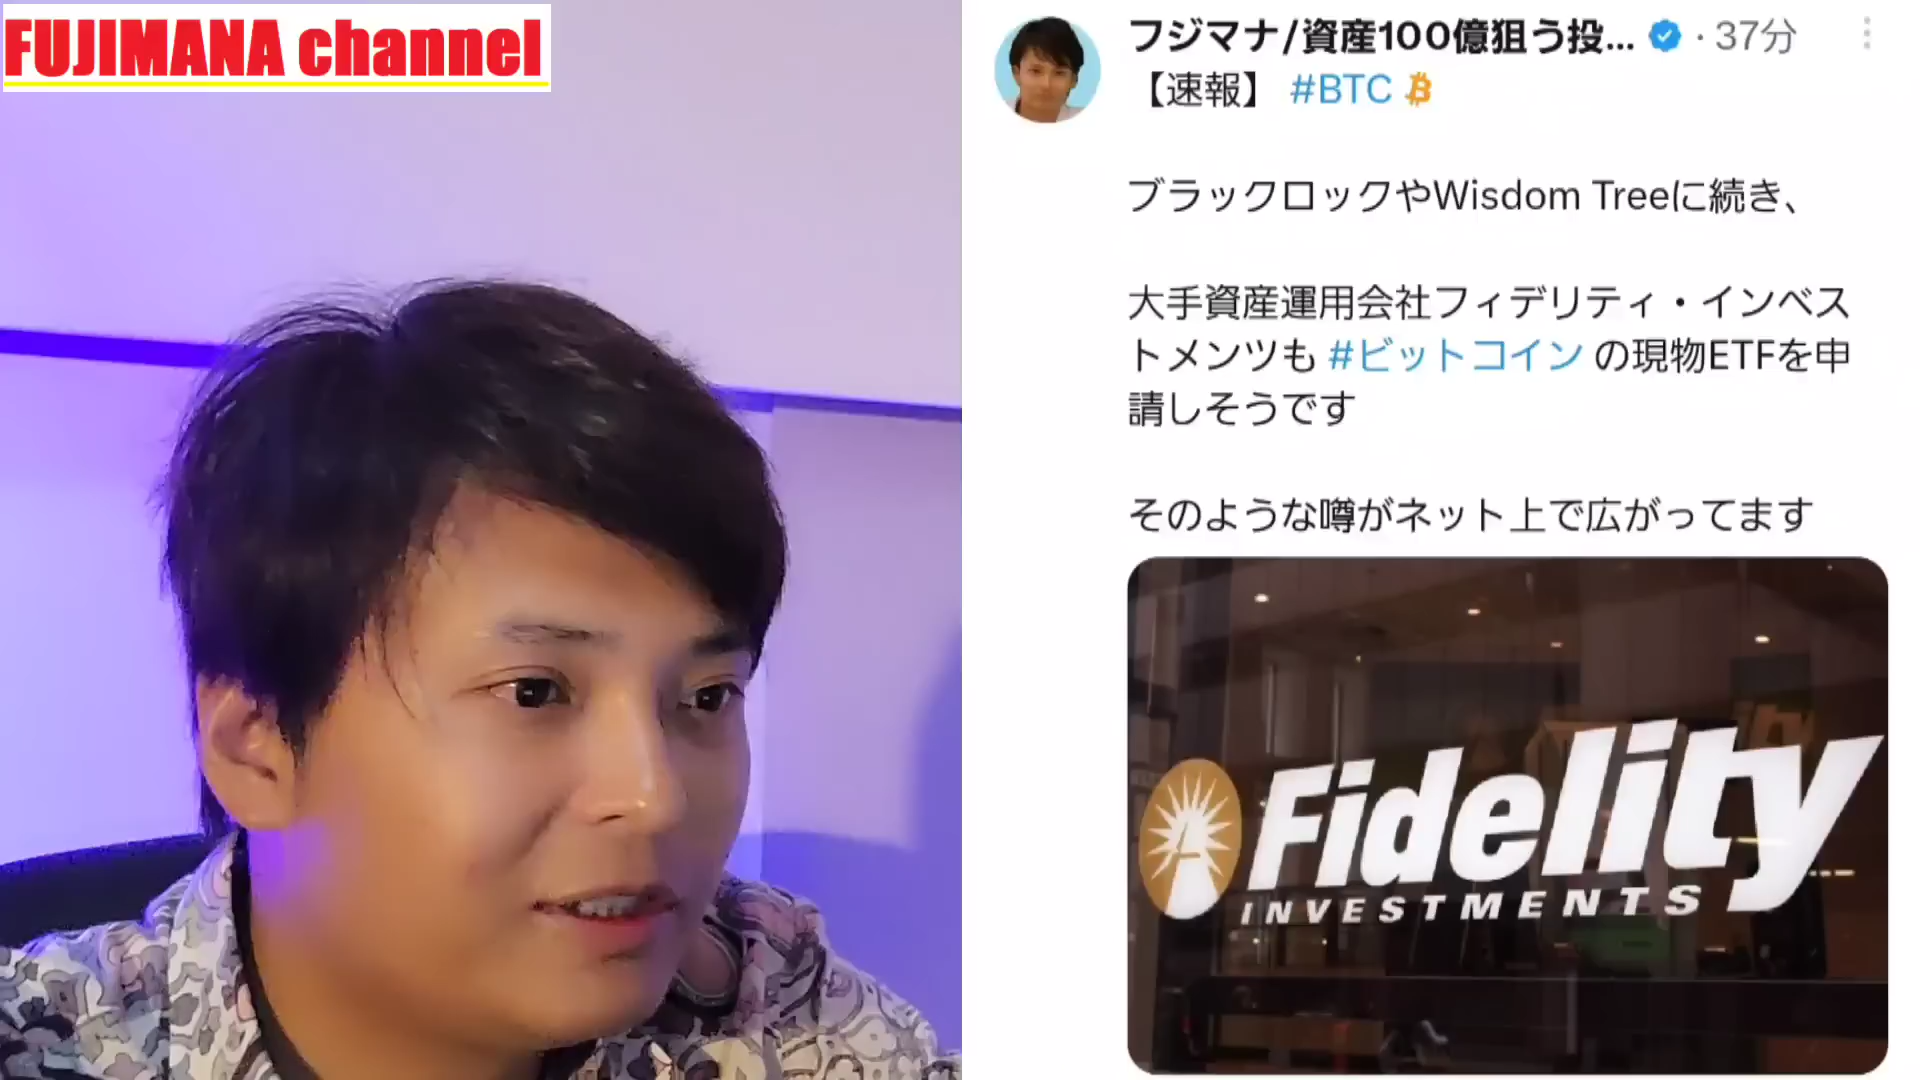 FUJIMANA channel
フジマナ/資産100億狙う投... · 37分
【速報】 #BTC
ブラックロックやWisdom Treeに続き、
大手資産運用会社フィデリティ・インベス
トメンツも #ビットコイン の現物ETFを申
請しそうです
そのような噂がネット上で広がってます
Fidelity
INVESTMENTS